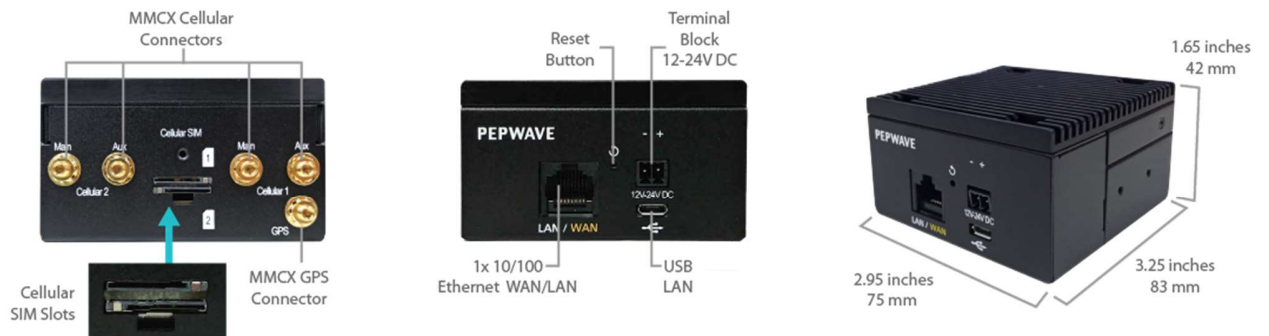 MMCX Cellular
Connectors
Cellular SIM
Main
Aux
Main
Aux
1
Cellular 2
Cellular 1
2
GPS
Cellular
SIM Slots
MMCX GPS
Connector
Reset
Button
Terminal
Block
12-24V DC
PEPWAVE
- +
12V-24V DC
LAN / WAN
1x 10/100
Ethernet WAN/LAN
USB
LAN
1.65 inches
42 mm
PEPWAVE
- +
12V-24V DC
LAN / WAN
2.95 inches
75 mm
3.25 inches
83 mm